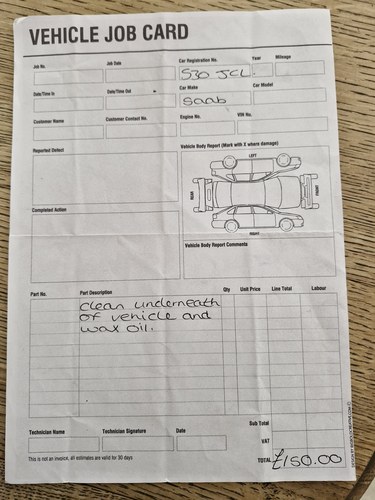 VEHICLE JOB CARD
Job No. Job Date Car Registration No. Year Mileage
S30 JCL.
Date/Time In Date/Time Out Car Make Car Model
Saab
Customer Name Customer Contact No. Engine No. VIN No.
Reported Defect
Vehicle Body Report (Mark with X where damage)
LEFT
REAR
FRONT
RIGHT
Completed Action
Vehicle Body Report Comments
Part No. Part Description Qty Unit Price Line Total Labour
Clean underneath
of vehicle and
wax oil.
Technician Name Technician Signature Date
Sub Total
VAT
TOTAL £150.00
This is not an invoice, all estimates are valid for 30 days